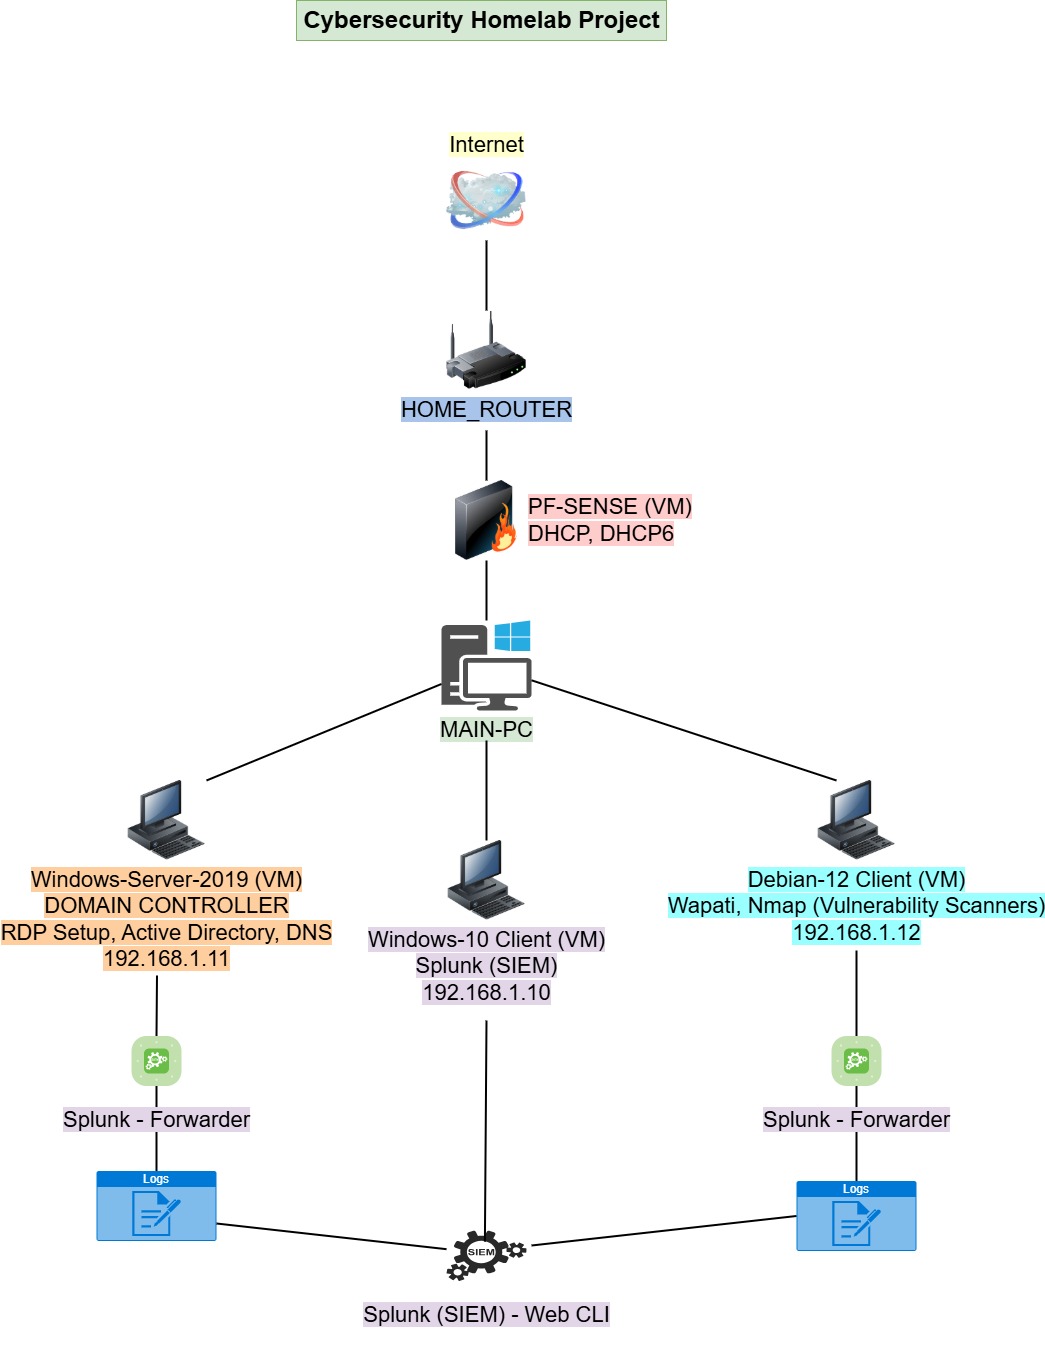 Cybersecurity Homelab Project
Internet
HOME_ROUTER
PF-SENSE (VM)
DHCP, DHCP6
MAIN-PC
Windows-Server-2019 (VM)
DOMAIN CONTROLLER
RDP Setup, Active Directory, DNS
192.168.1.11
Windows-10 Client (VM)
Splunk (SIEM)
192.168.1.10
Debian-12 Client (VM)
Wapati, Nmap (Vulnerability Scanners)
192.168.1.12
Splunk - Forwarder
Splunk - Forwarder
Logs
Logs
SIEM
Splunk (SIEM) - Web CLI